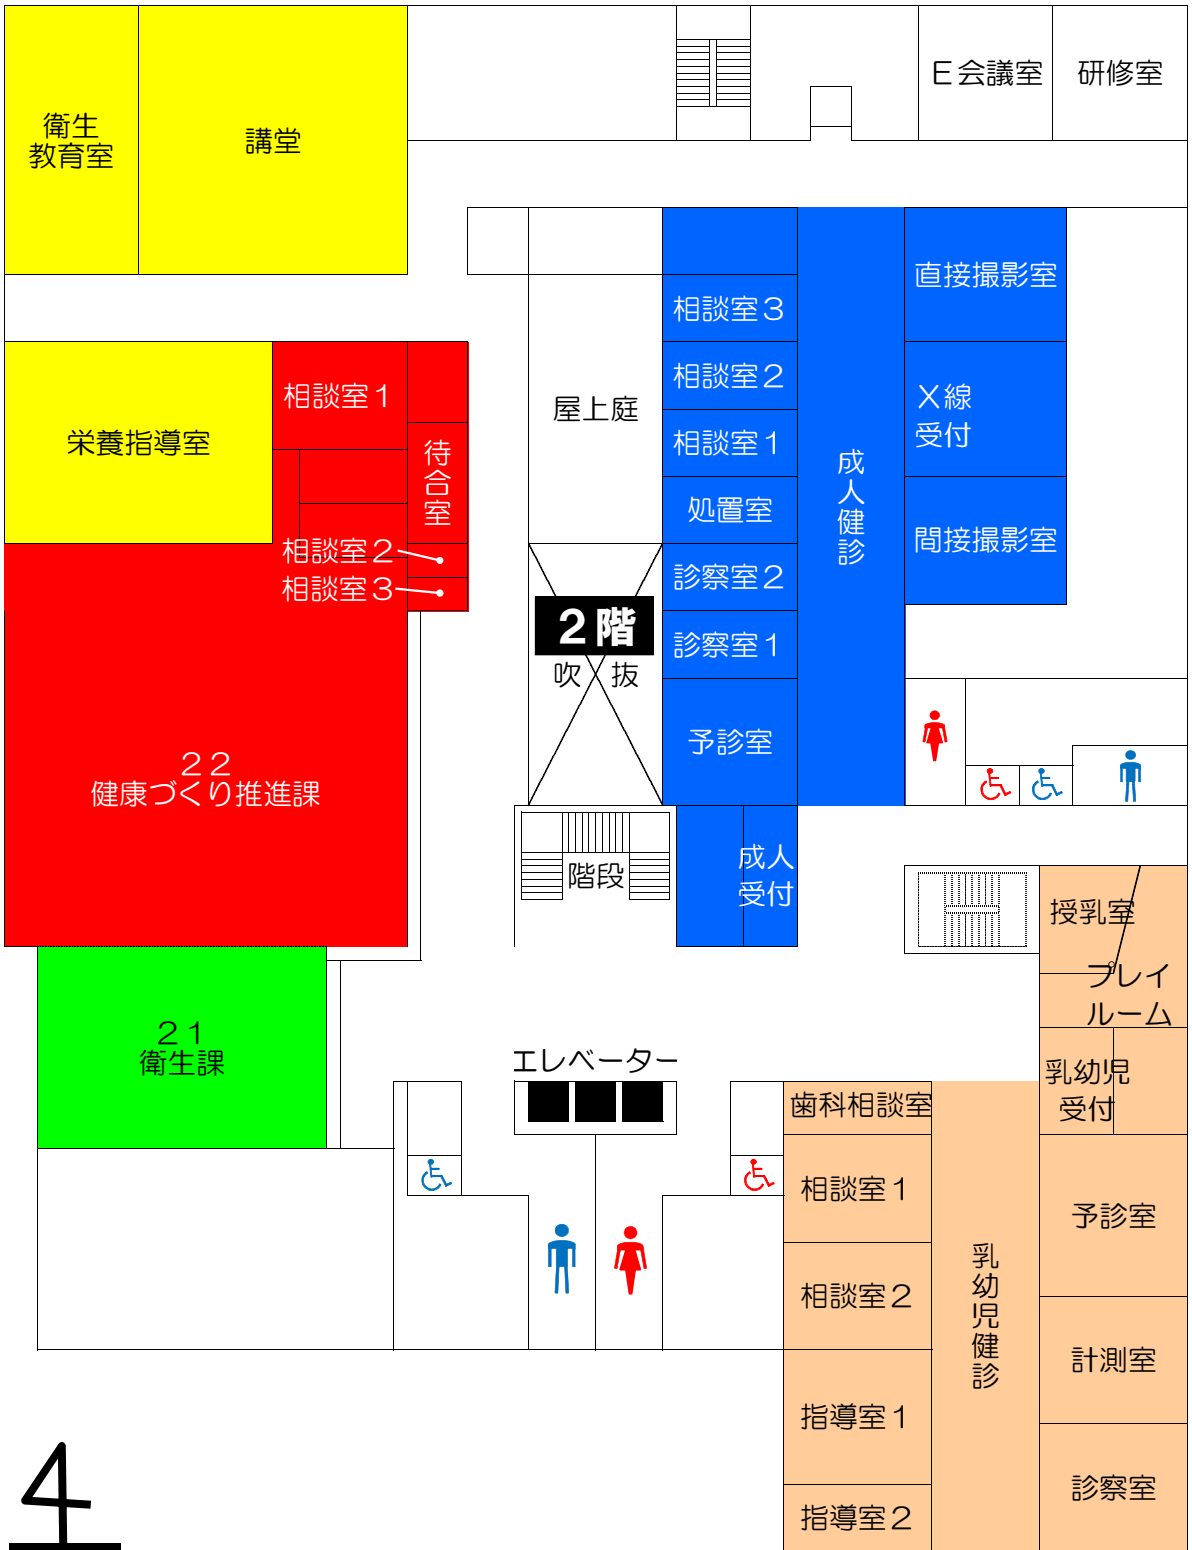 衛生
教育室
講堂
Ｅ会議室
研修室
栄養指導室
相談室１
待合室
相談室２
相談室３
２２
健康づくり推進課
２１
衛生課
屋上庭
２階
吹抜
階段
エレベーター
相談室３
相談室２
相談室１
処置室
診察室２
診察室１
予診室
成人
受付
成人健診
直接撮影室
Ｘ線
受付
間接撮影室
授乳室
プレイ
ルーム
乳幼児
受付
歯科相談室
相談室１
相談室２
指導室１
指導室２
乳幼児健診
予診室
計測室
診察室